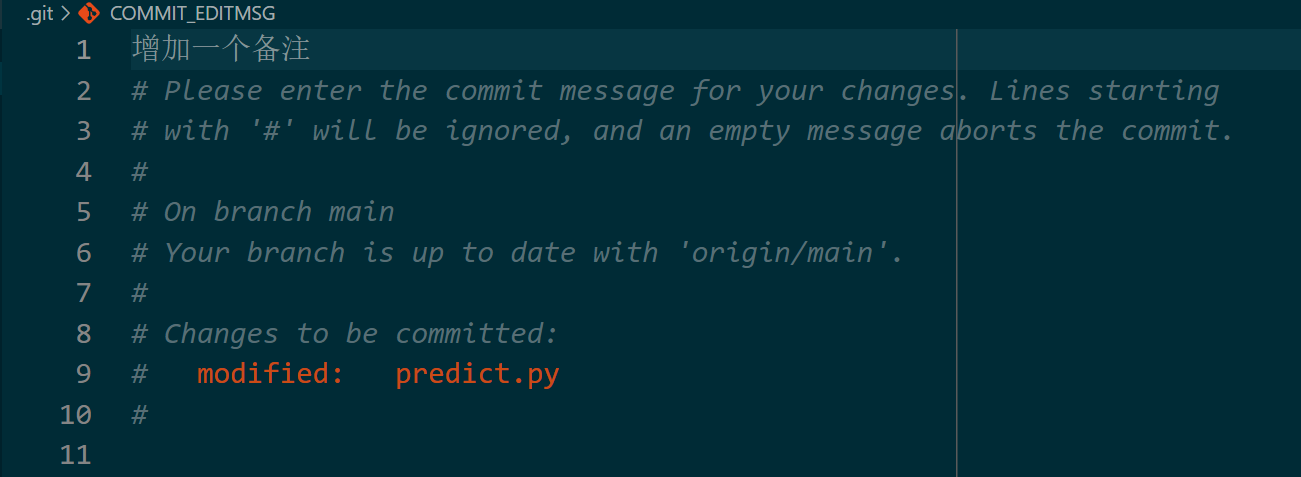 .git > COMMIT_EDITMSG
1 增加一个备注
2 # Please enter the commit message for your changes. Lines starting
3 # with '#' will be ignored, and an empty message aborts the commit.
4 #
5 # On branch main
6 # Your branch is up to date with 'origin/main'.
7 #
8 # Changes to be committed:
9 #   modified:   predict.py
10 #
11